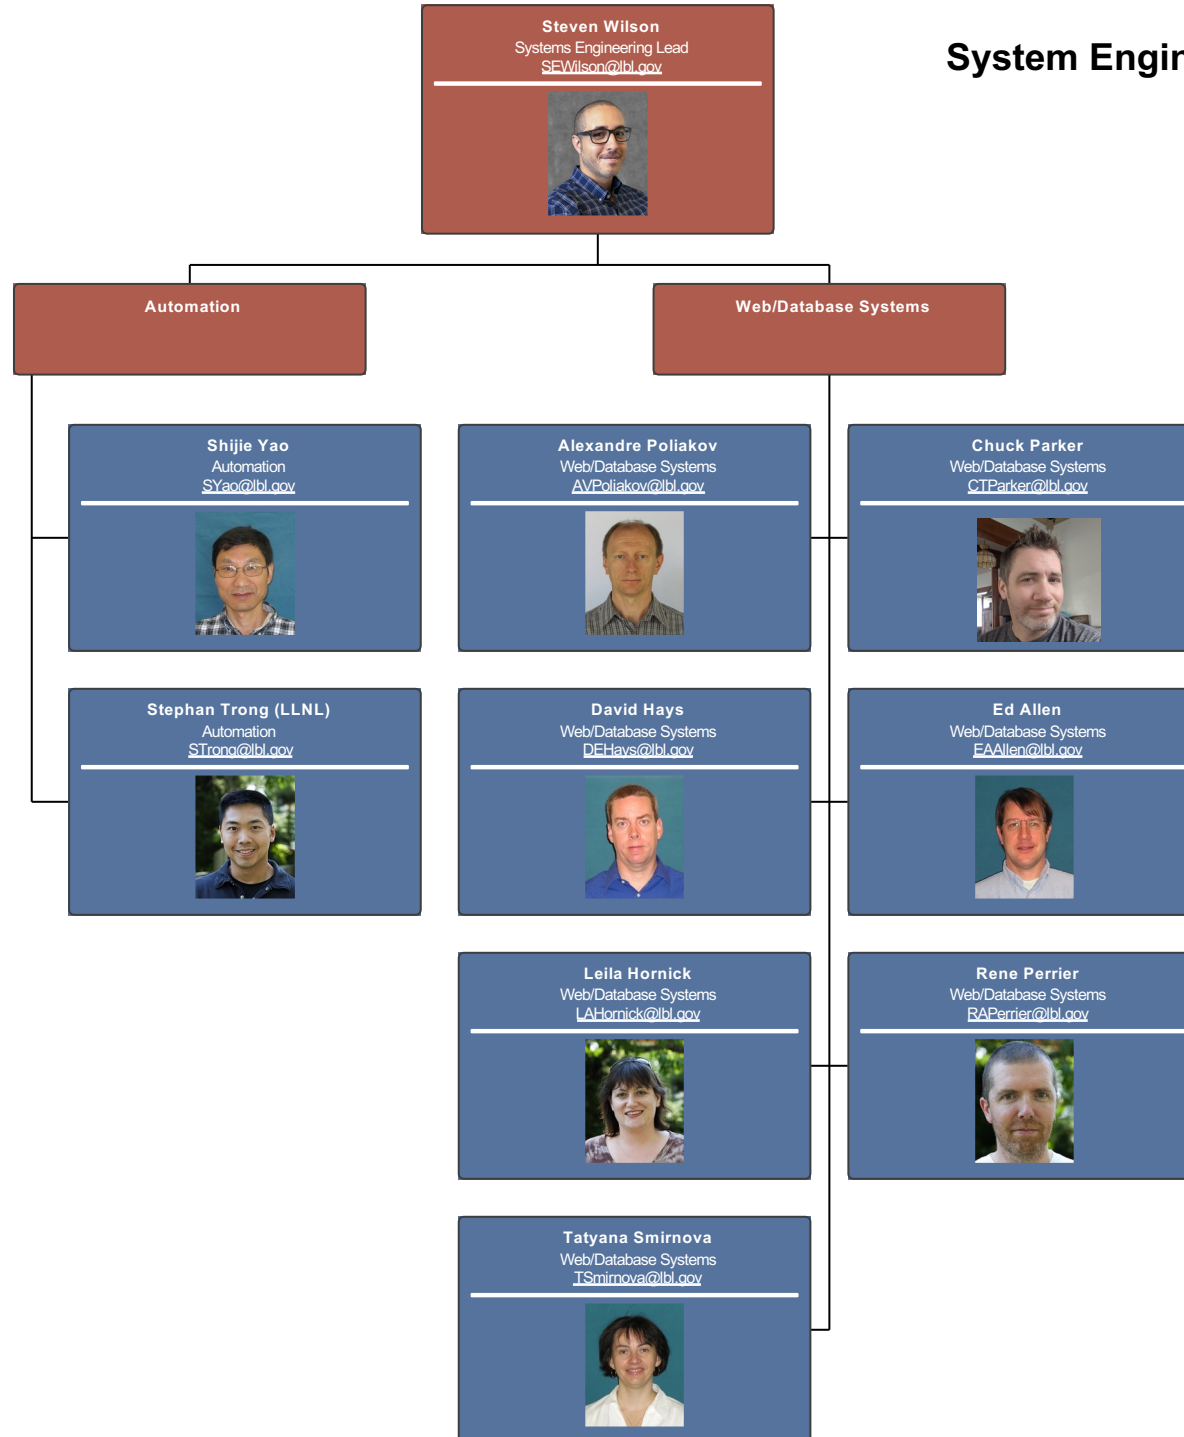 Steven Wilson
Systems Engineering Lead
SEWilson@lbl.gov
System Engin
Automation
Web/Database Systems
Shijie Yao
Automation
SYao@lbl.gov
Alexandre Poliakov
Web/Database Systems
AVPoliakov@lbl.gov
Chuck Parker
Web/Database Systems
CTParker@lbl.gov
Stephan Trong (LLNL)
Automation
STrong@lbl.gov
David Hays
Web/Database Systems
DEHays@lbl.gov
Ed Allen
Web/Database Systems
EAAllen@lbl.gov
Leila Hornick
Web/Database Systems
LAHornick@lbl.gov
Rene Perrier
Web/Database Systems
RAPerrier@lbl.gov
Tatyana Smirnova
Web/Database Systems
TSmirnova@lbl.gov